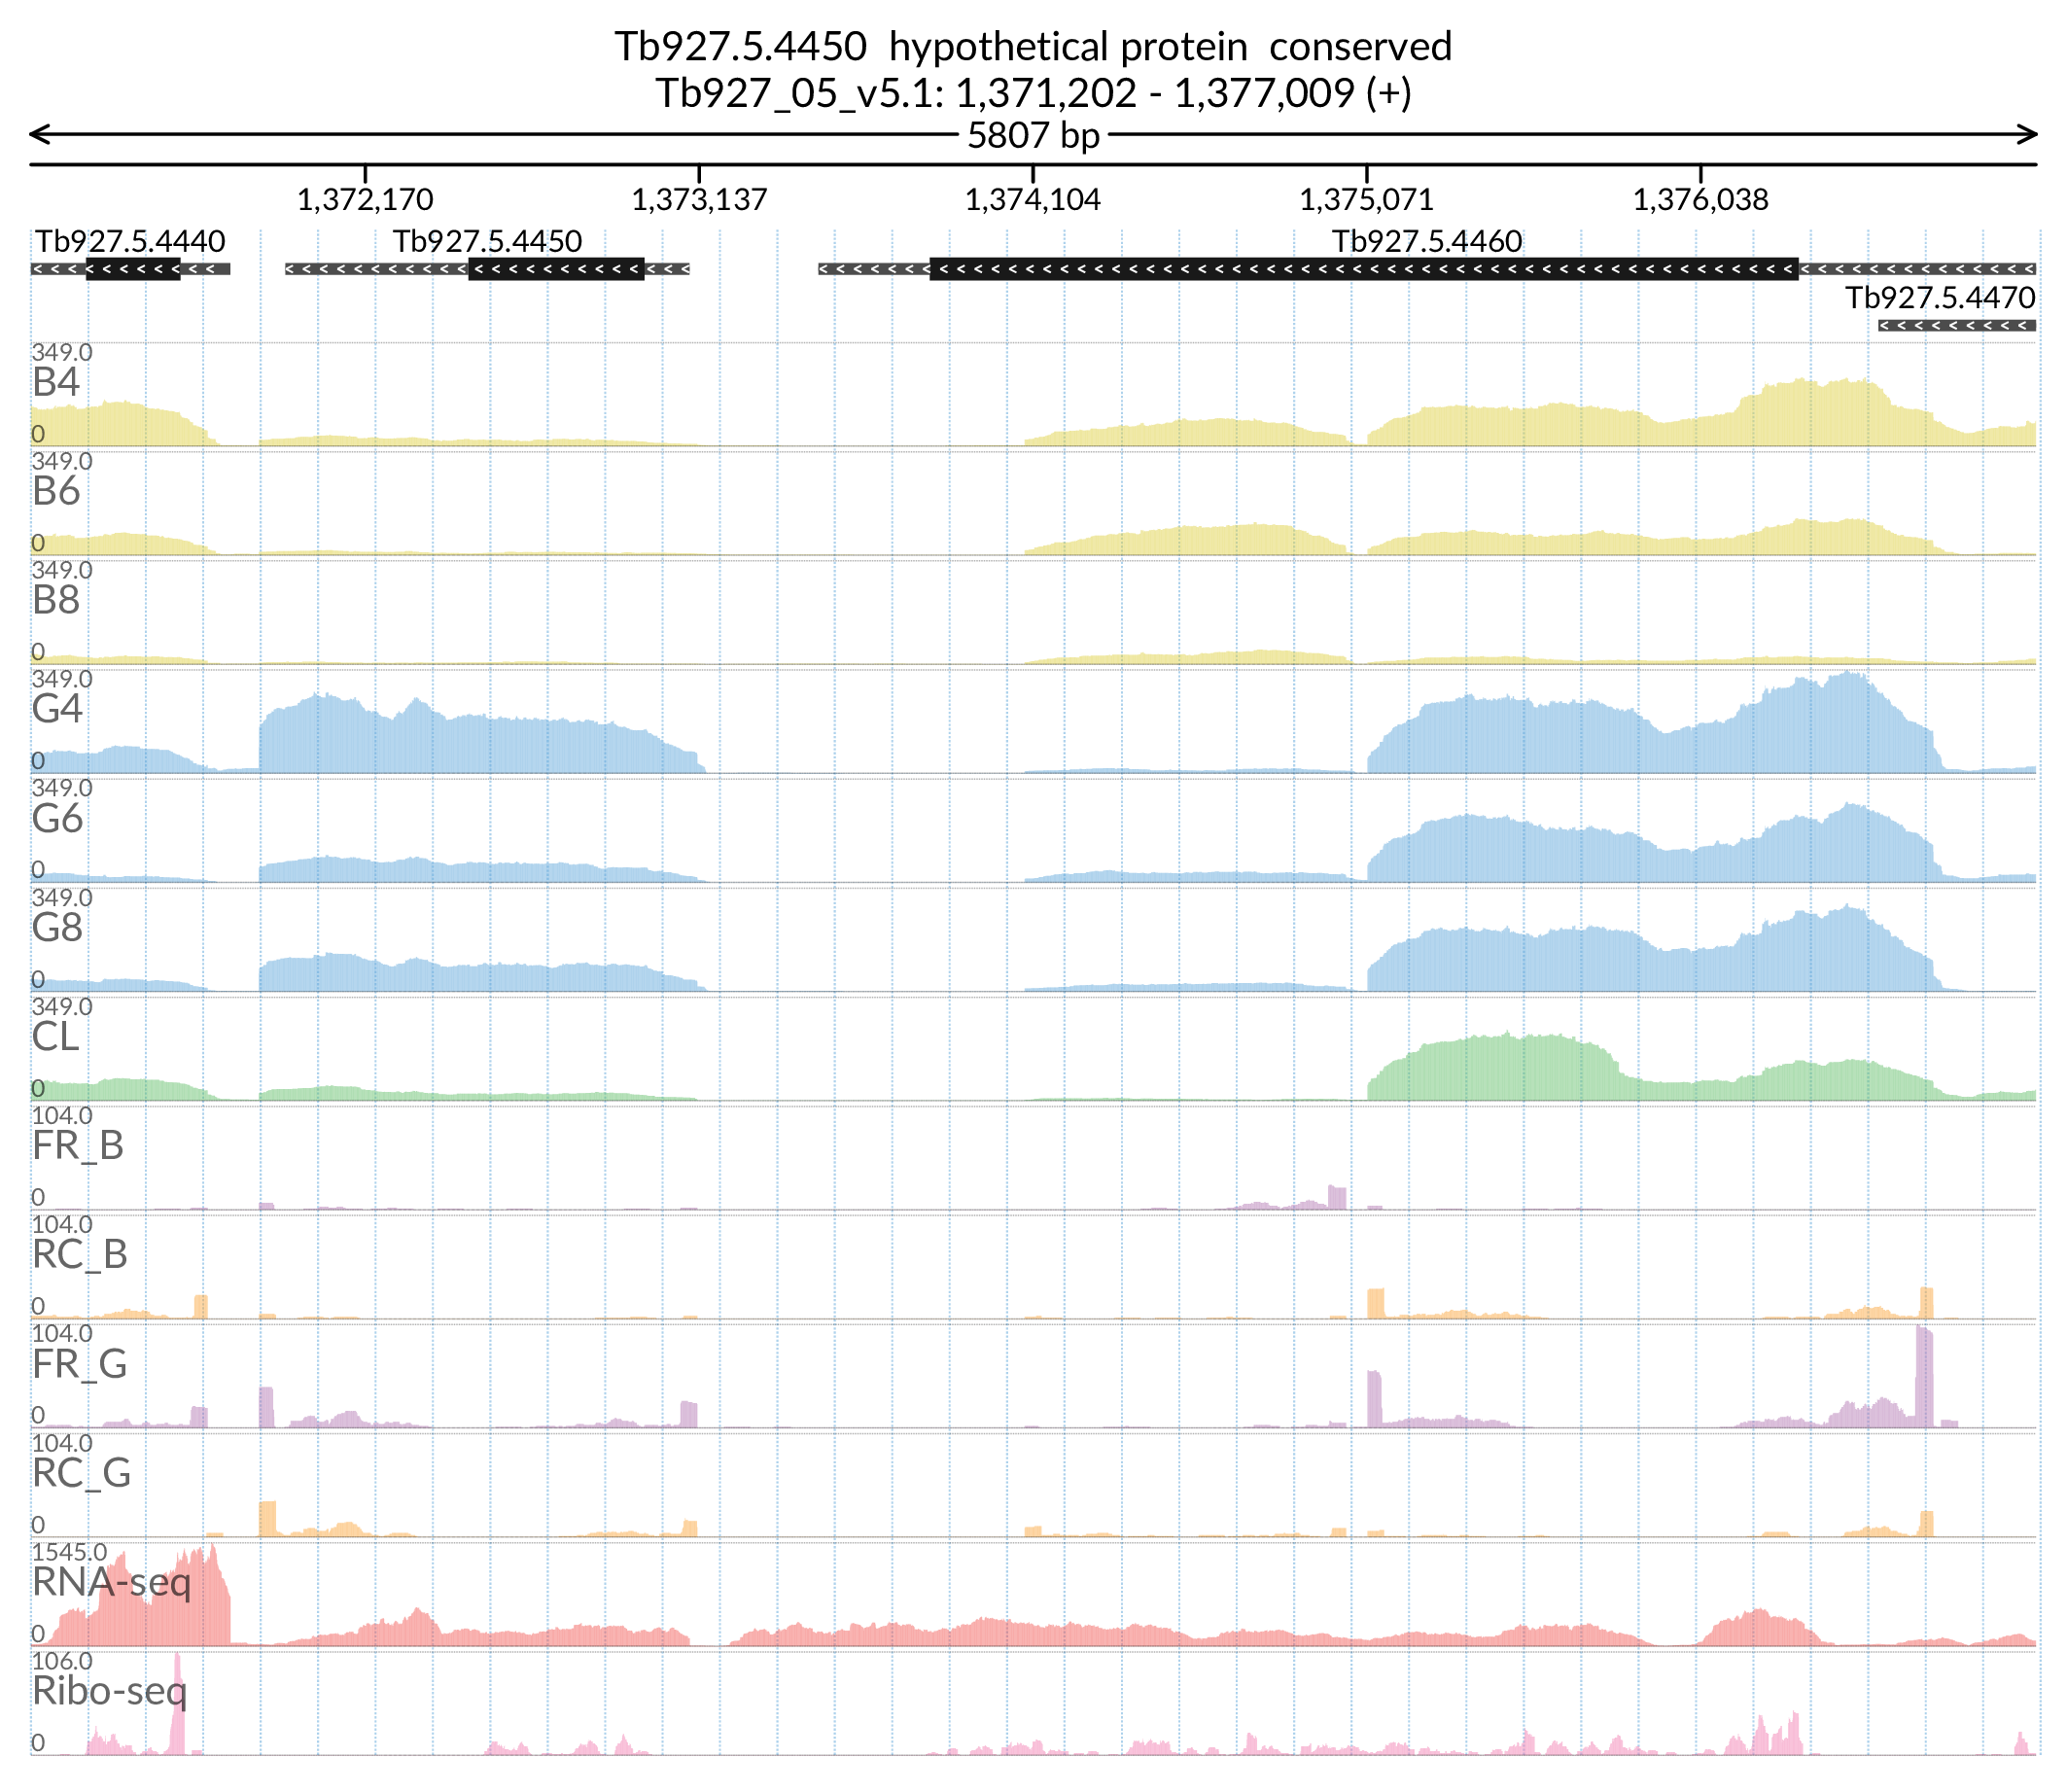 Tb927.5.4450 hypothetical protein conserved
Tb927_05_v5.1: 1,371,202 - 1,377,009 (+)
5807 bp
1,372,170 1,373,137 1,374,104 1,375,071 1,376,038
Tb927.5.4440 Tb927.5.4450 Tb927.5.4460
Tb927.5.4470
349.0
B4
0
349.0
B6
0
349.0
B8
0
349.0
G4
0
349.0
G6
0
349.0
G8
0
349.0
CL
0
104.0
FR_B
0
104.0
RC_B
0
104.0
FR_G
0
104.0
RC_G
0
1545.0
RNA-seq
0
106.0
Ribo-seq
0